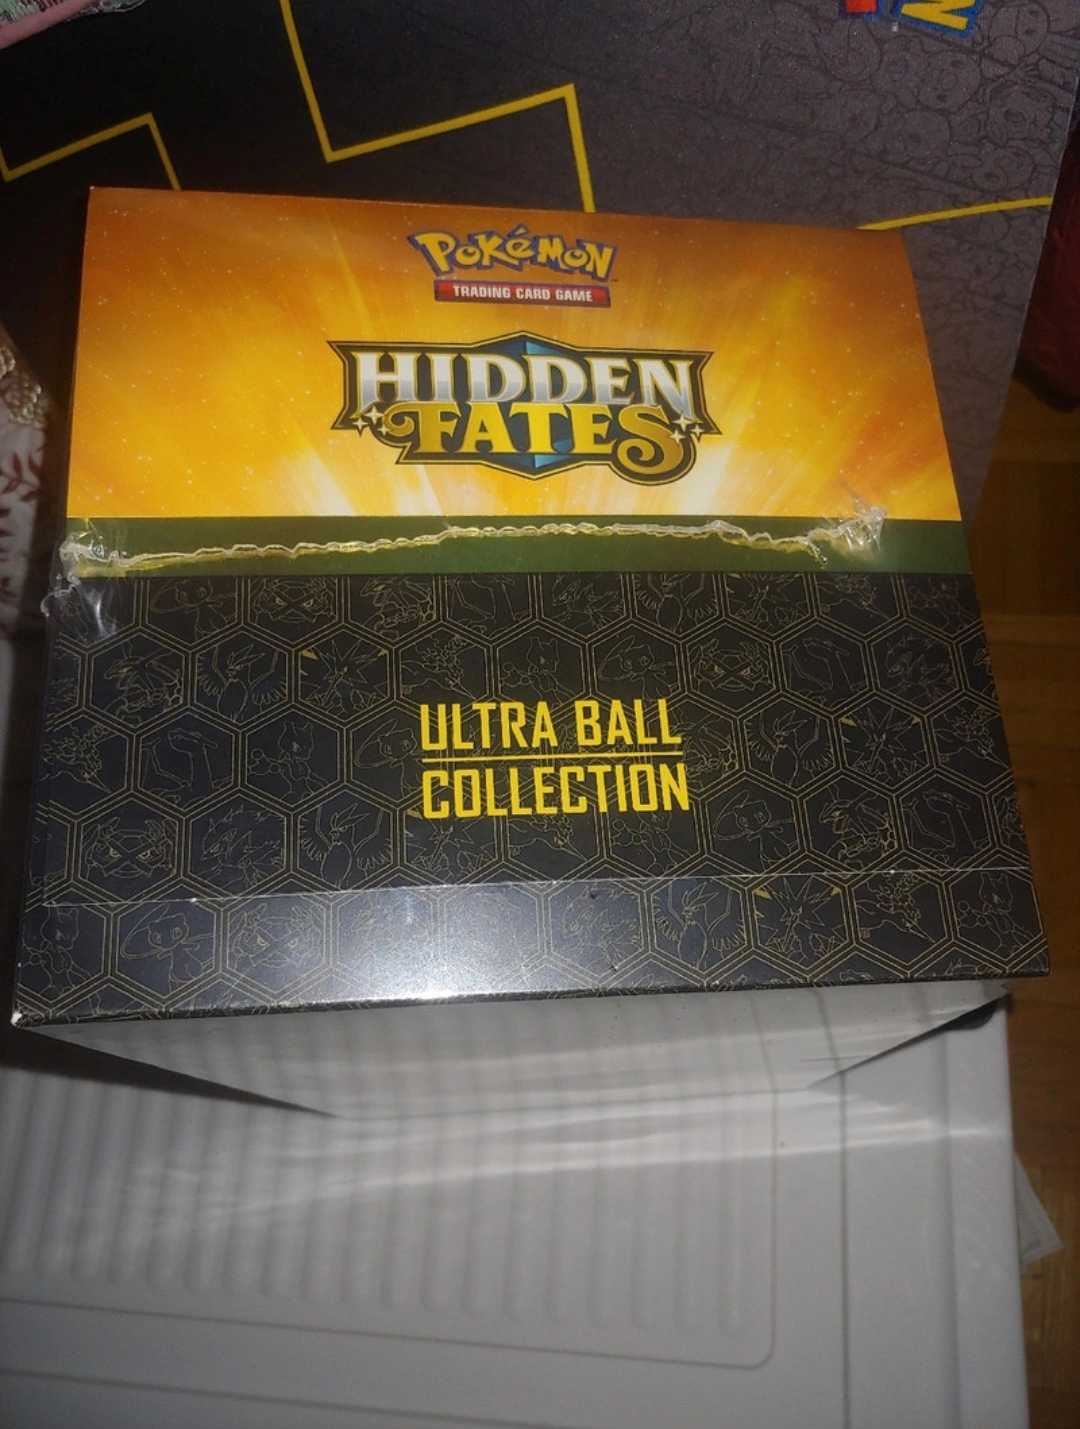 POKéMON
TRADING CARD GAME
HIDDEN
FATES
ULTRA BALL
COLLECTION